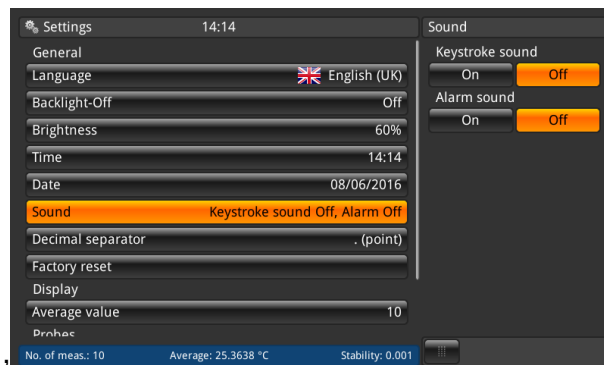 Settings 14:14
General
Language English (UK)
Backlight-Off Off
Brightness 60%
Time 14:14
Date 08/06/2016
Sound Keystroke sound Off, Alarm Off
Decimal separator . (point)
Factory reset
Display
Average value 10
Probes
No. of meas.: 10 Average: 25.3638 °C Stability: 0.001
Sound
Keystroke sound
On Off
Alarm sound
On Off
,